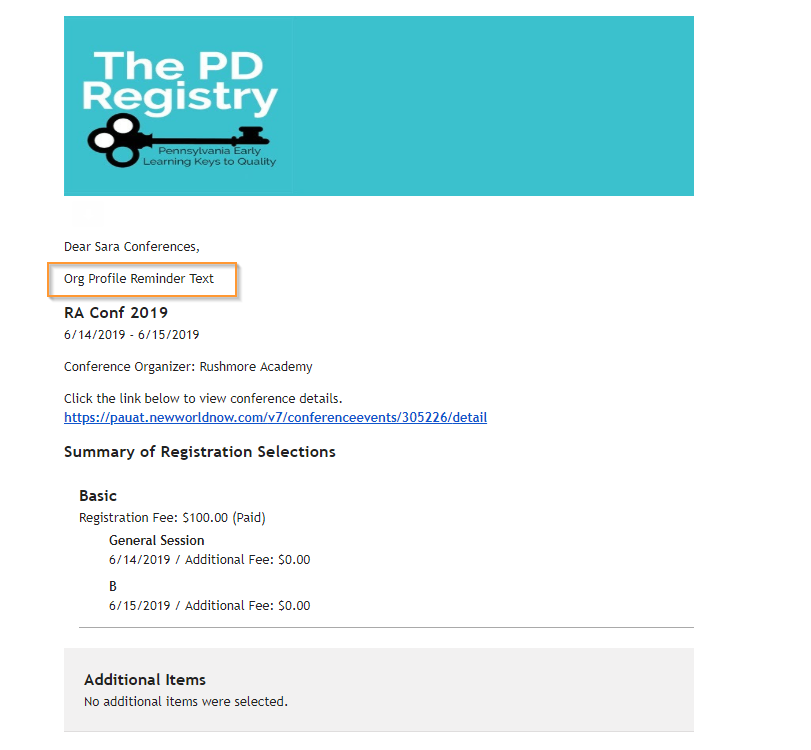 The PD
Registry
Pennsylvania Early
Learning Keys to Quality
Dear Sara Conferences,
Org Profile Reminder Text
RA Conf 2019
6/14/2019 - 6/15/2019
Conference Organizer: Rushmore Academy
Click the link below to view conference details.
https://pauat.newworldnow.com/v7/conferenceevents/305226/detail
Summary of Registration Selections
Basic
Registration Fee: $100.00 (Paid)
General Session
6/14/2019 / Additional Fee: $0.00
B
6/15/2019 / Additional Fee: $0.00
Additional Items
No additional items were selected.